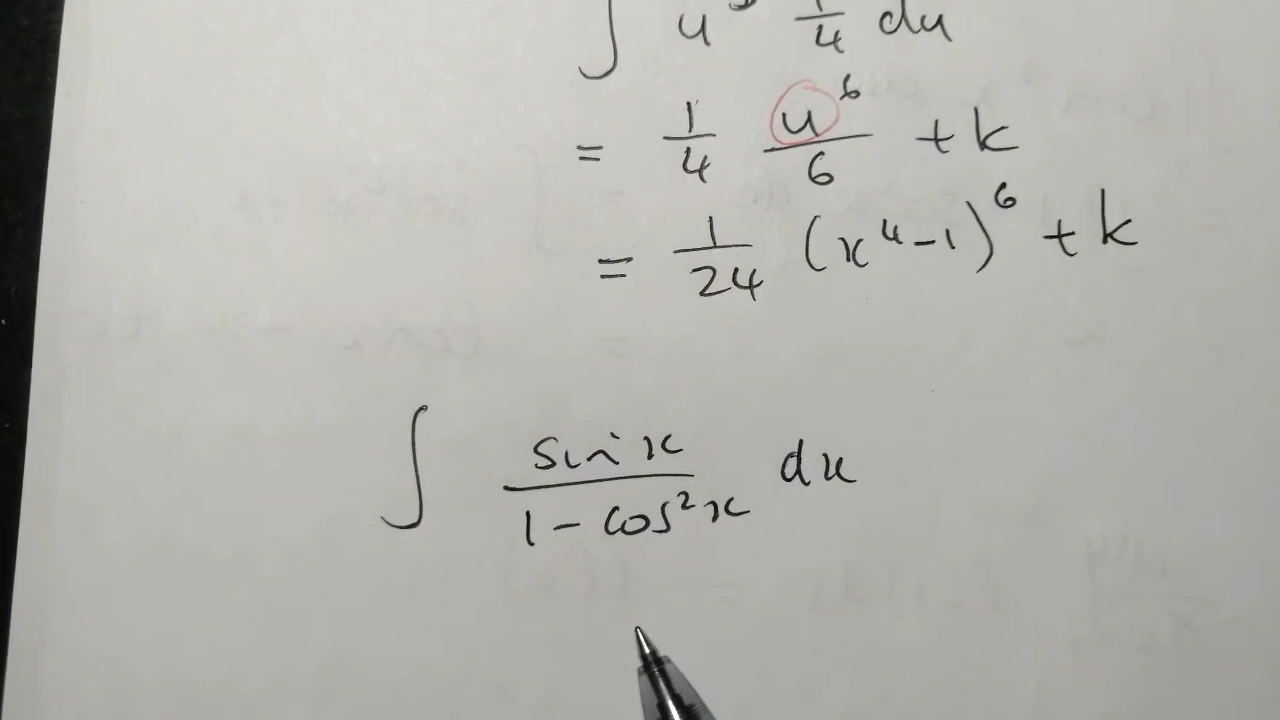 ∫ u⁵ 1/4 du
= 1/4 u⁶/6 + k
= 1/24 (x⁴-1)⁶ + k
∫ sin x / 1 - cos²x dx